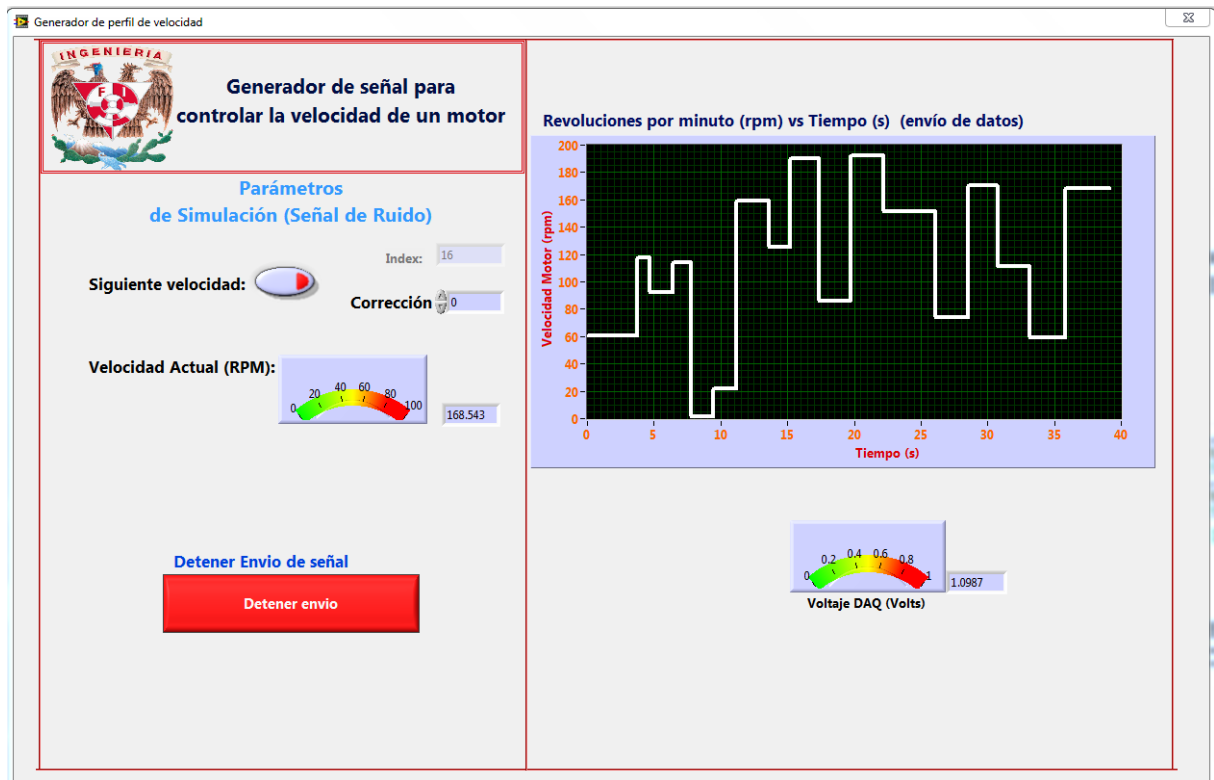 Generador de perfil de velocidad
INGENIERIA
F I
Generador de señal para
controlar la velocidad de un motor
Parámetros
de Simulación (Señal de Ruido)
Index: 16
Siguiente velocidad:
Corrección 0
Velocidad Actual (RPM):
0 20 40 60 80 100
168.543
Detener Envio de señal
Detener envio
Revoluciones por minuto (rpm) vs Tiempo (s) (envío de datos)
Velocidad Motor (rpm)
200
180
160
140
120
100
80
60
40
20
0
0 5 10 15 20 25 30 35 40
Tiempo (s)
0 0.2 0.4 0.6 0.8 1
1.0987
Voltaje DAQ (Volts)